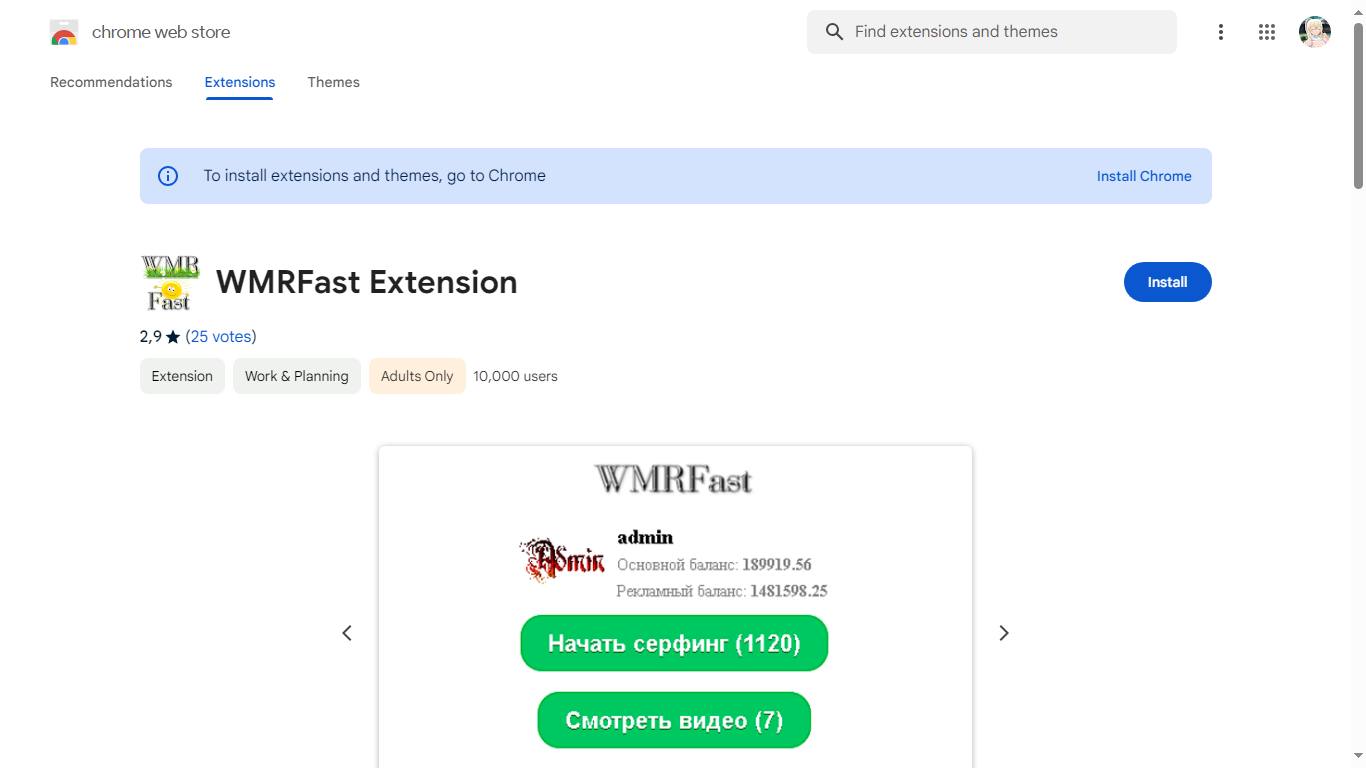 chrome web store
Find extensions and themes
Recommendations
Extensions
Themes
To install extensions and themes, go to Chrome
Install Chrome
WMR
Fast
WMRFast Extension
Install
2,9 ★ (25 votes)
Extension
Work & Planning
Adults Only
10,000 users
WMRFast
Admin
admin
Основной баланс: 189919.56
Рекламный баланс: 1481598.25
Начать серфинг (1120)
Смотреть видео (7)